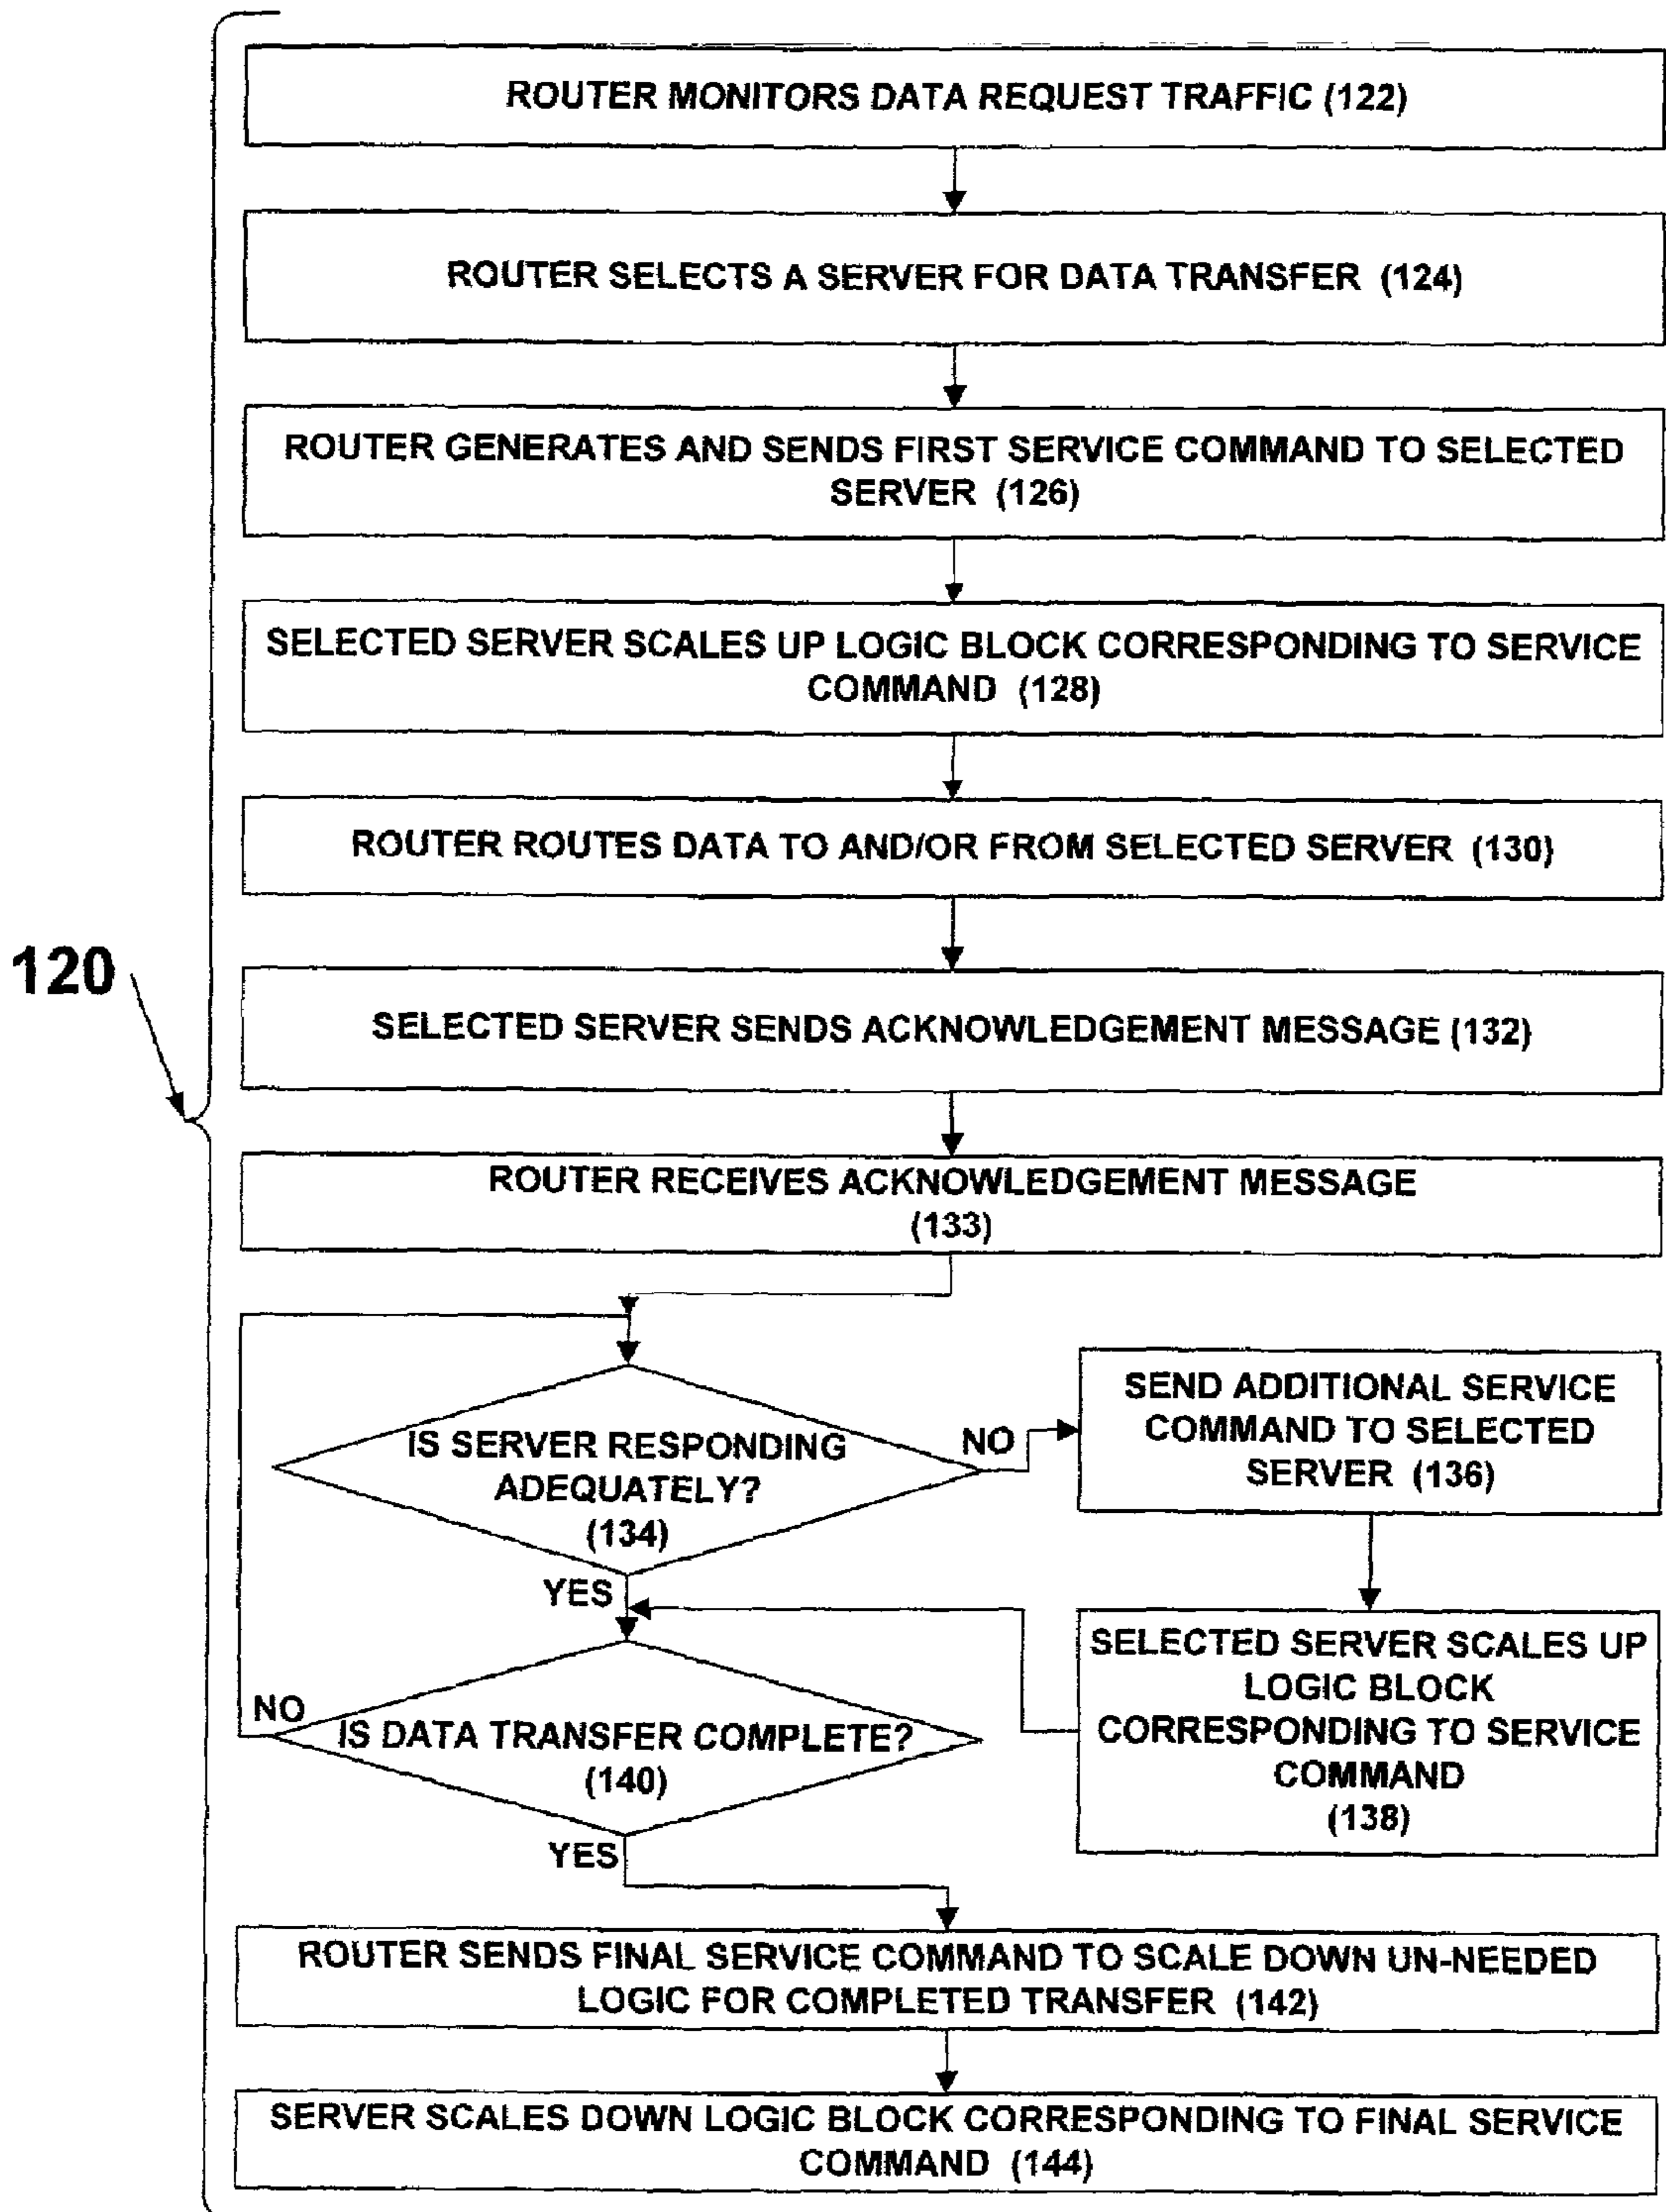 ROUTER MONITORS DATA REQUEST TRAFFIC (122)
ROUTER SELECTS A SERVER FOR DATA TRANSFER (124)
ROUTER GENERATES AND SENDS FIRST SERVICE COMMAND TO SELECTED
SERVER (126)
SELECTED SERVER SCALES UP LOGIC BLOCK CORRESPONDING TO SERVICE
COMMAND (128)
ROUTER ROUTES DATA TO AND/OR FROM SELECTED SERVER (130)
120
SELECTED SERVER SENDS ACKNOWLEDGEMENT MESSAGE (132)
ROUTER RECEIVES ACKNOWLEDGEMENT MESSAGE
(133)
IS SERVER RESPONDING
ADEQUATELY?
(134)
NO
SEND ADDITIONAL SERVICE
COMMAND TO SELECTED
SERVER (136)
YES
SELECTED SERVER SCALES UP
LOGIC BLOCK
CORRESPONDING TO SERVICE
COMMAND
(138)
NO
IS DATA TRANSFER COMPLETE?
(140)
YES
ROUTER SENDS FINAL SERVICE COMMAND TO SCALE DOWN UN-NEEDED
LOGIC FOR COMPLETED TRANSFER (142)
SERVER SCALES DOWN LOGIC BLOCK CORRESPONDING TO FINAL SERVICE
COMMAND (144)